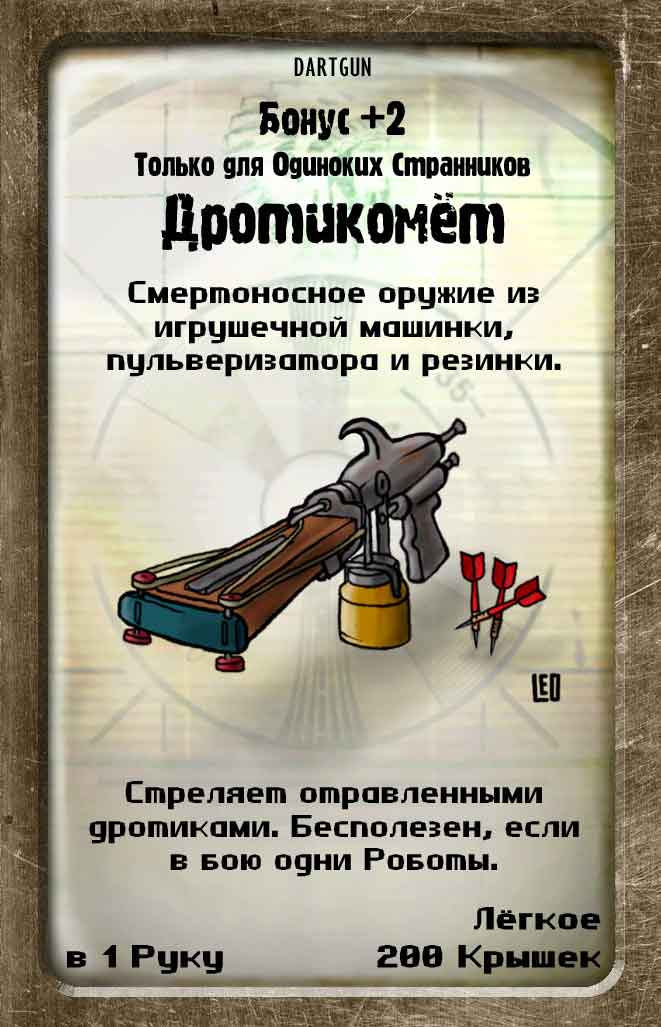 DARTGUN
Бонус +2
Только для Одиноких Странников
Дротикомёт
Смертоносное оружие из
игрушечной машинки,
пульверизатора и резинки.
35
LEO
Стреляет отравленными
дротиками. Бесполезен, если
в бою одни Роботы.
Лёгкое
в 1 Руку 200 Крышек